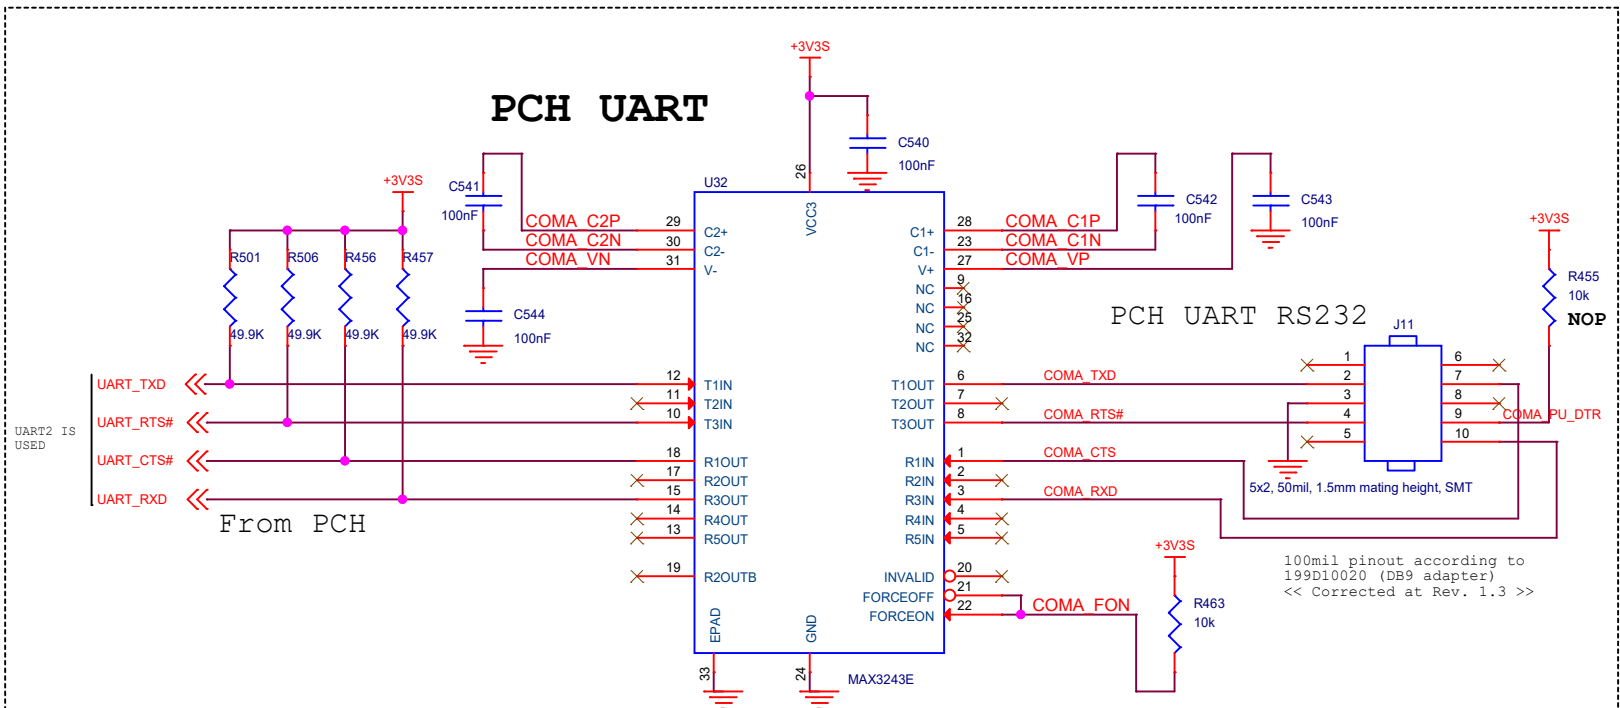 +3V3S
PCH UART
C540
100nF
+3V3S
C541
100nF
U32
26
VCC3
C542
100nF
C543
100nF
+3V3S
COMA_C2P 29 C2+ C1+ 28 COMA_C1P
COMA_C2N 30 C2- C1- 23 COMA_C1N
COMA_VN 31 V- V+ 27 COMA_VP
R501 R506 R456 R457
49.9K 49.9K 49.9K 49.9K
C544
100nF
NC 9
NC 16
NC 25
NC 32
PCH UART RS232
R455
10k
NOP
J11
1 6
2 7
3 8
4 9 COMA_PU_DTR
5 10
UART_TXD 12 T1IN T1OUT 6 COMA_TXD
11 T2IN T2OUT 7
UART_RTS# 10 T3IN T3OUT 8 COMA_RTS#
UART2 IS
USED
UART_CTS# 18 R1OUT R1IN 1 COMA_CTS
17 R2OUT R2IN 2
UART_RXD 15 R3OUT R3IN 3 COMA_RXD
14 R4OUT R4IN 4
13 R5OUT R5IN 5
From PCH
5x2, 50mil, 1.5mm mating height, SMT
19 R2OUTB INVALID 20
FORCEOFF 21
FORCEON 22 COMA_FON
+3V3S
R463
10k
100mil pinout according to
199D10020 (DB9 adapter)
<< Corrected at Rev. 1.3 >>
EPAD
33
GND
24
MAX3243E